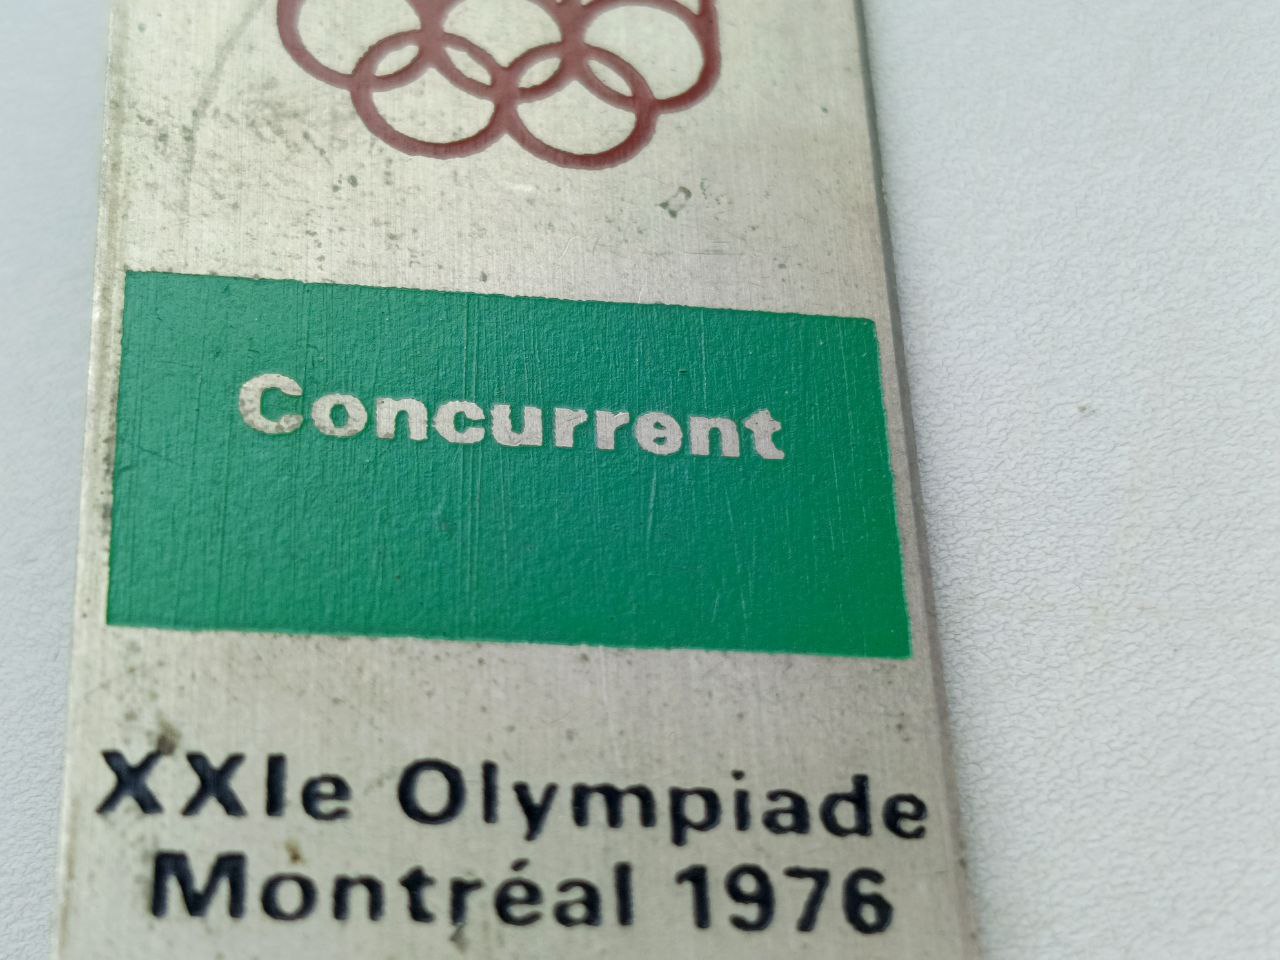 Concurrent
XXIe Olympiade
Montréal 1976